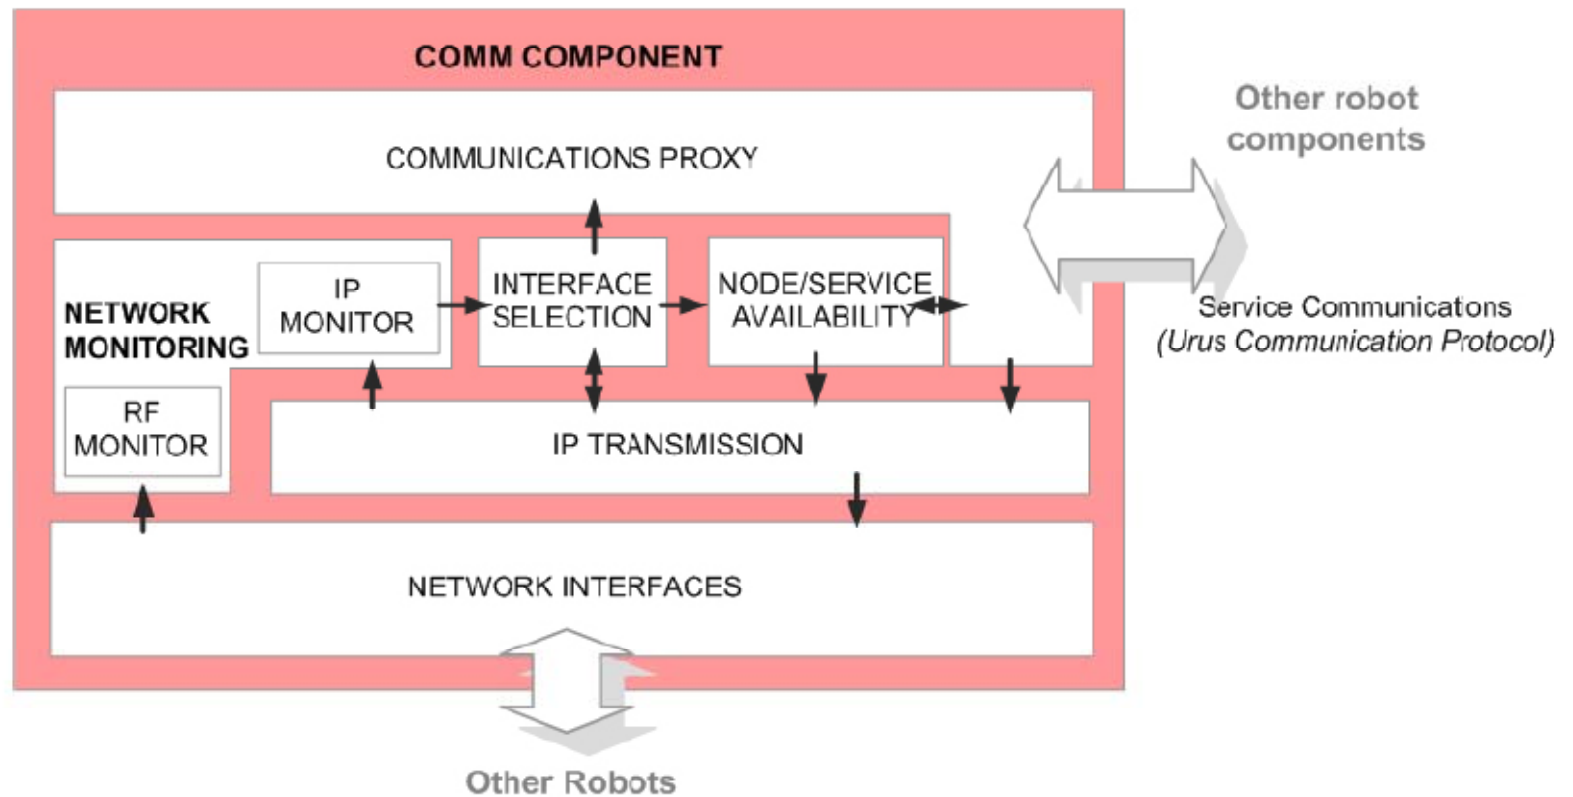 COMM COMPONENT
Other robot
components
COMMUNICATIONS PROXY
IP
MONITOR
NETWORK
MONITORING
INTERFACE
SELECTION
NODE/SERVICE
AVAILABILITY
Service Communications
(Urus Communication Protocol)
RF
MONITOR
IP TRANSMISSION
NETWORK INTERFACES
Other Robots